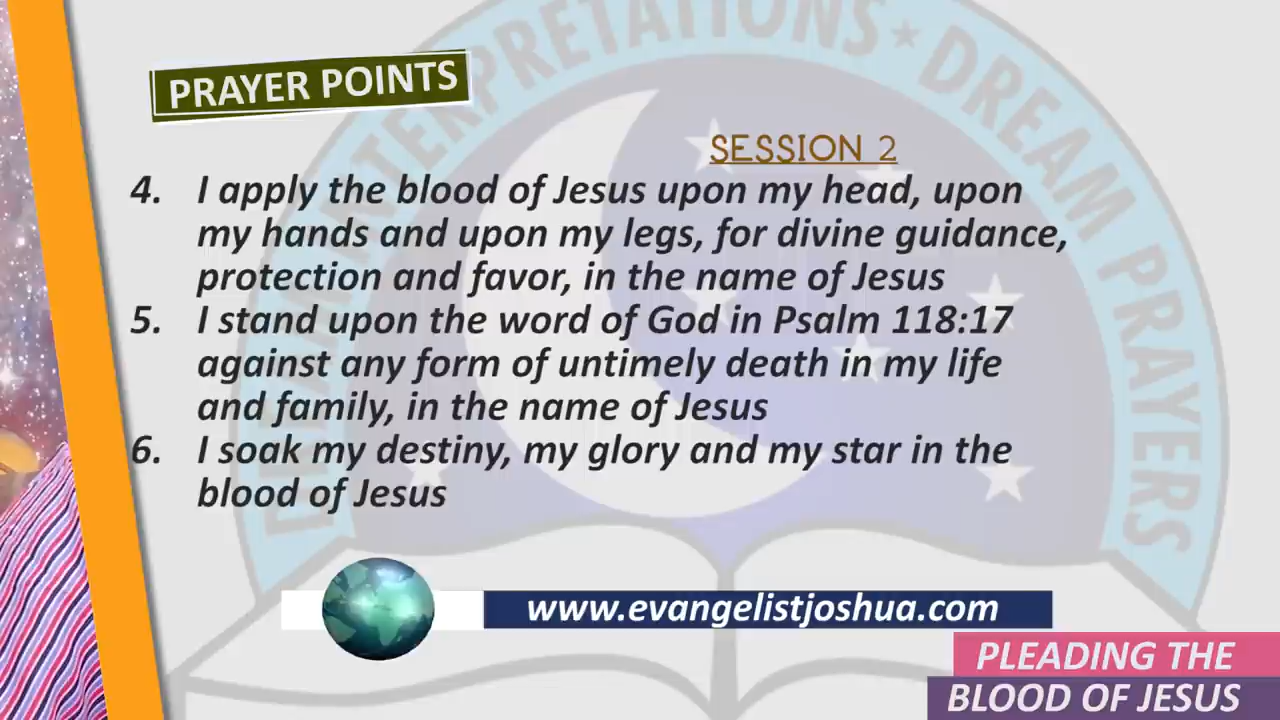 PRAYER POINTS
SESSION 2
4. I apply the blood of Jesus upon my head, upon
my hands and upon my legs, for divine guidance,
protection and favor, in the name of Jesus
5. I stand upon the word of God in Psalm 118:17
against any form of untimely death in my life
and family, in the name of Jesus
6. I soak my destiny, my glory and my star in the
blood of Jesus
www.evangelistjoshua.com
PLEADING THE
BLOOD OF JESUS
INTERPRETATIONS ★ DREAM PRAYERS